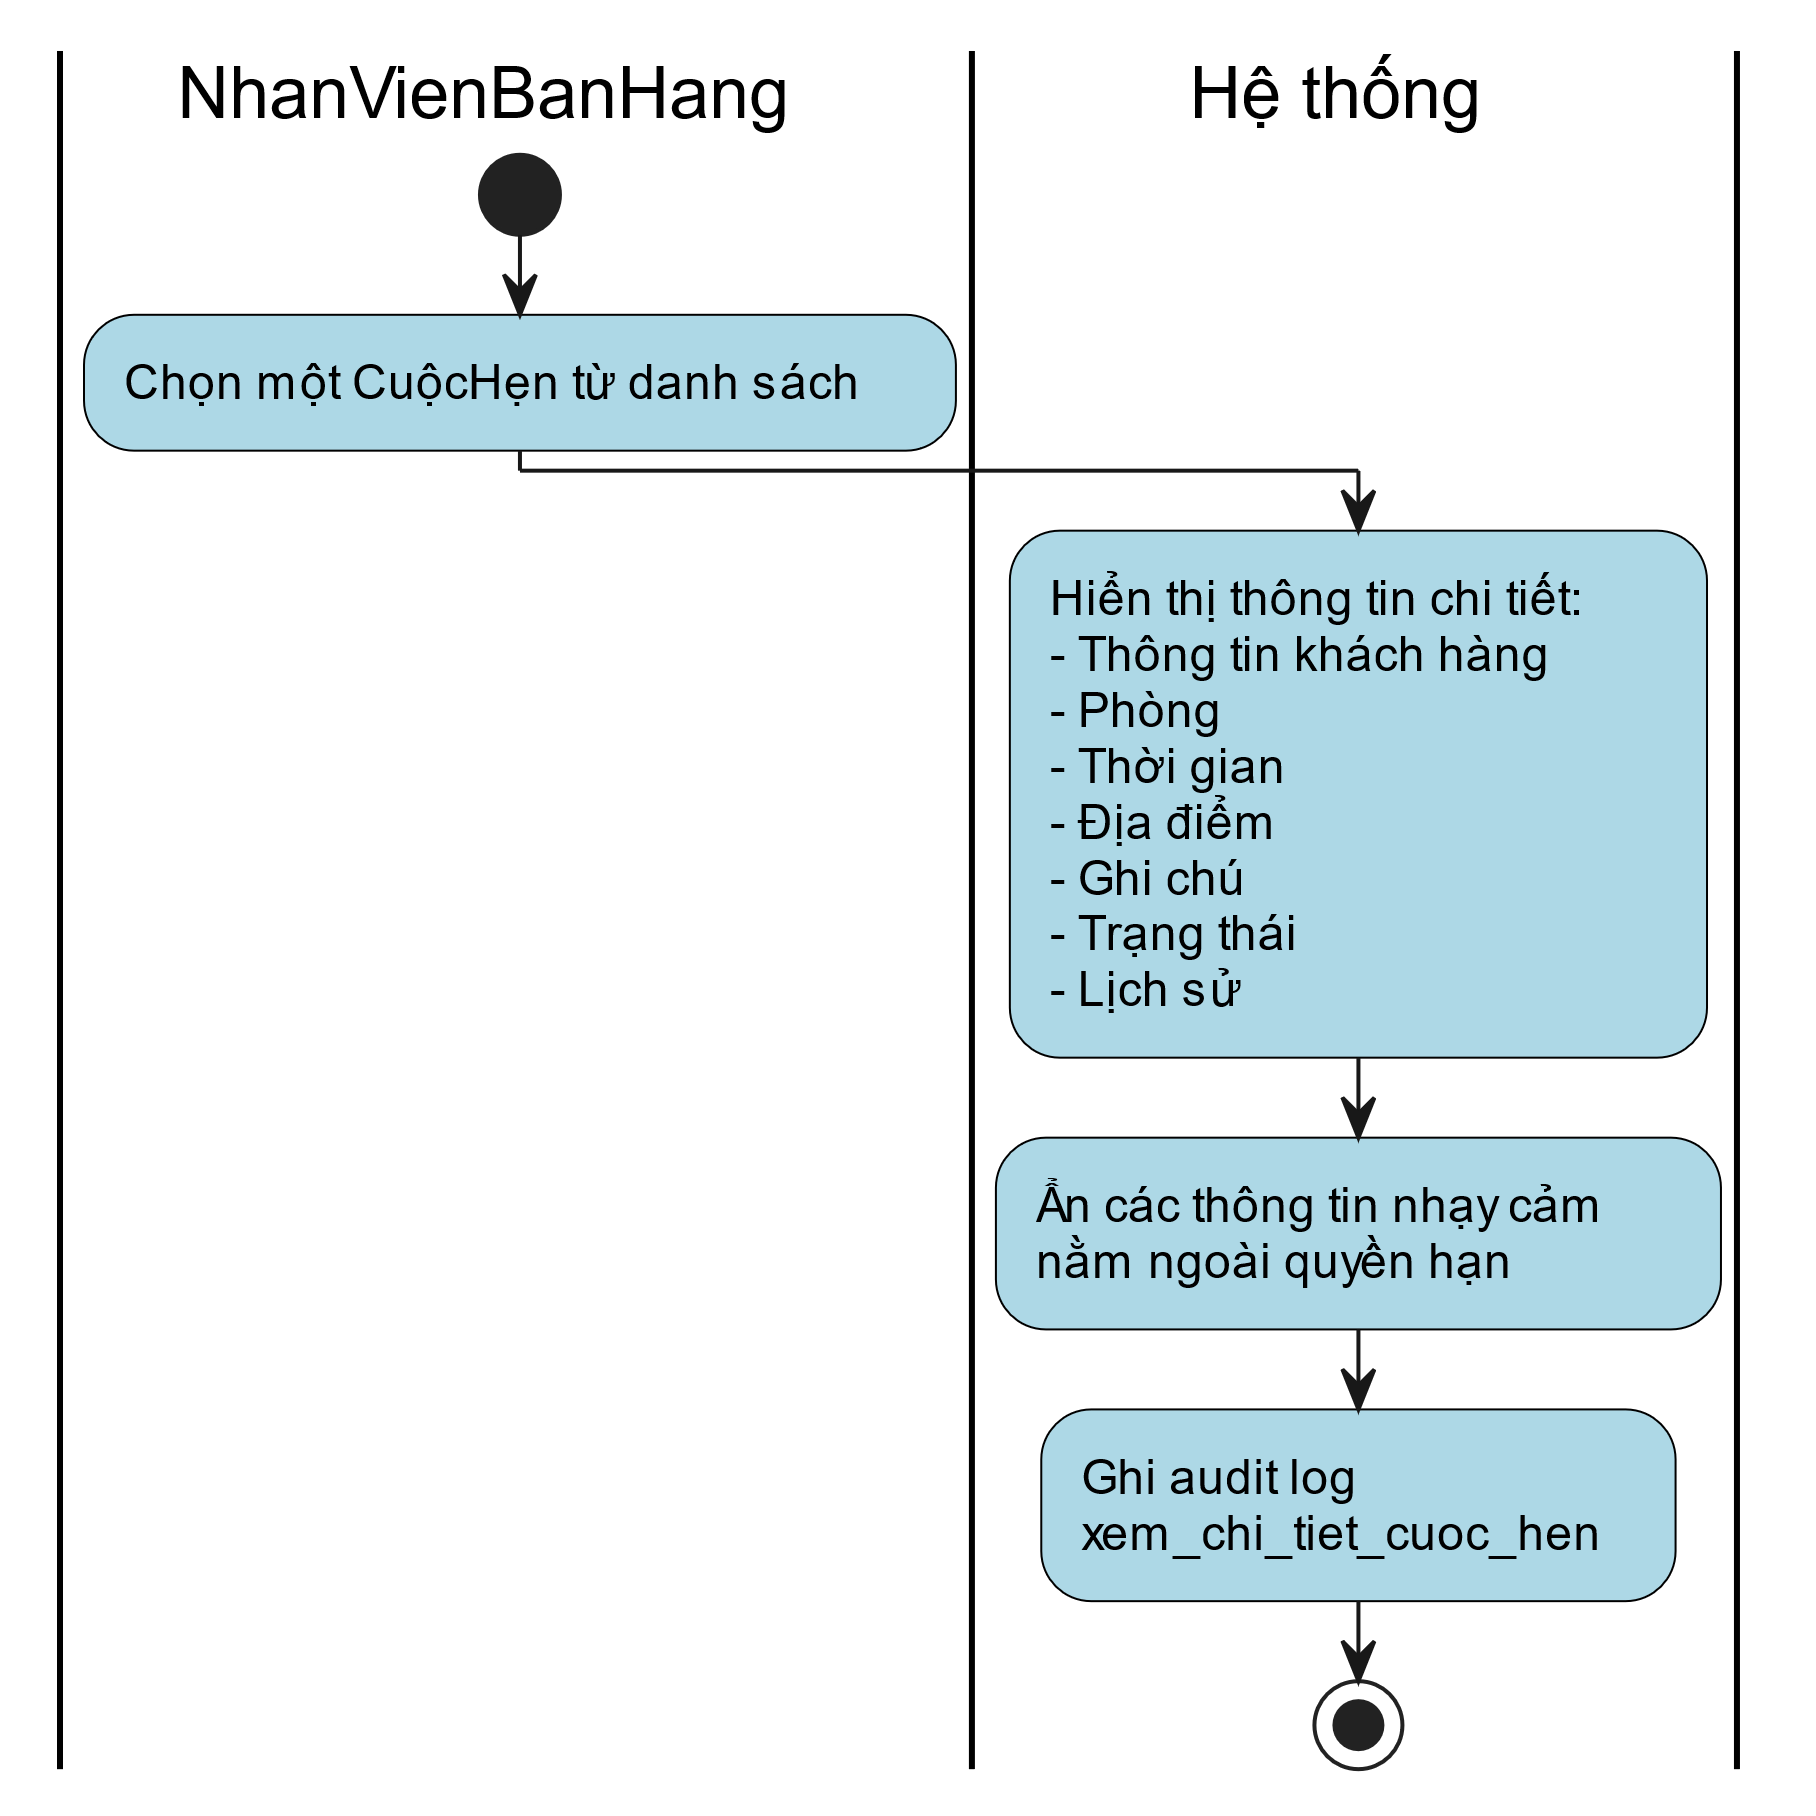 NhanVienBanHang
Hệ thống
Chọn một CuộcHẹn từ danh sách
Hiển thị thông tin chi tiết:
- Thông tin khách hàng
- Phòng
- Thời gian
- Địa điểm
- Ghi chú
- Trạng thái
- Lịch sử
Ẩn các thông tin nhạy cảm
nằm ngoài quyền hạn
Ghi audit log
xem_chi_tiet_cuoc_hen